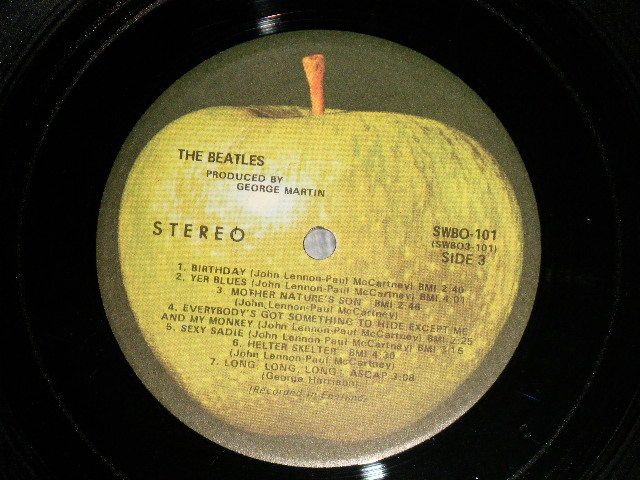 THE BEATLES
PRODUCED BY
GEORGE MARTIN
STEREO
SWBO-101
(SWBO3-101)
SIDE 3
1. BIRTHDAY (John Lennon-Paul McCartney) BMI 2:40
2. YER BLUES (John Lennon-Paul McCartney) BMI 4:01
3. MOTHER NATURE'S SON BMI 2:46
(John Lennon-Paul McCartney)
4. EVERYBODY'S GOT SOMETHING TO HIDE EXCEPT ME
AND MY MONKEY (John Lennon-Paul McCartney) BMI 2:25
5. SEXY SADIE (John Lennon-Paul McCartney) BMI 3:15
6. HELTER SKELTER BMI 4:30
(John Lennon-Paul McCartney)
7. LONG, LONG, LONG, ASCAP 3:08
(George Harrison)
(Recorded in England)